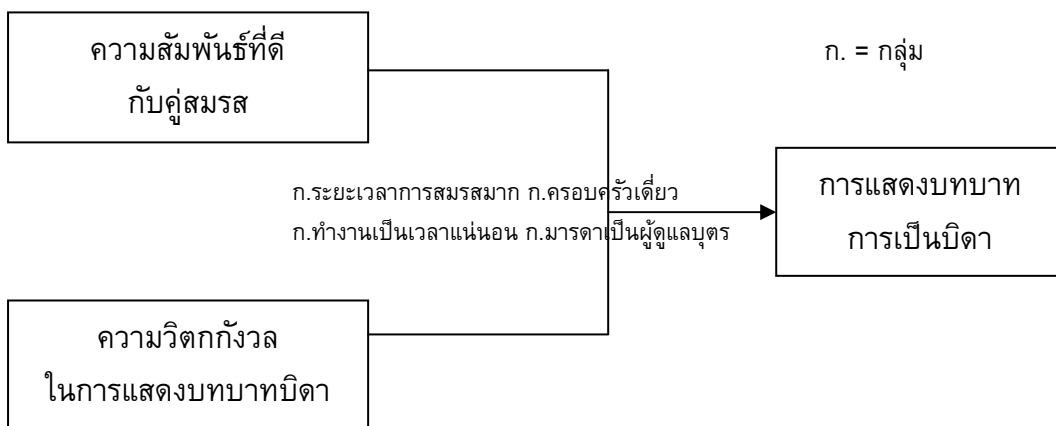 ความสัมพันธ์ที่ดี
กับคู่สมรส
ก. = กลุ่ม
ก.ระยะเวลาการสมรสมาก ก.ครอบครัวเดี่ยว
ก.ทำงานเป็นเวลาแน่นอน ก.มารดาเป็นผู้ดูแลบุตร
การแสดงบทบาท
การเป็นบิดา
ความวิตกกังวล
ในการแสดงบทบาทบิดา